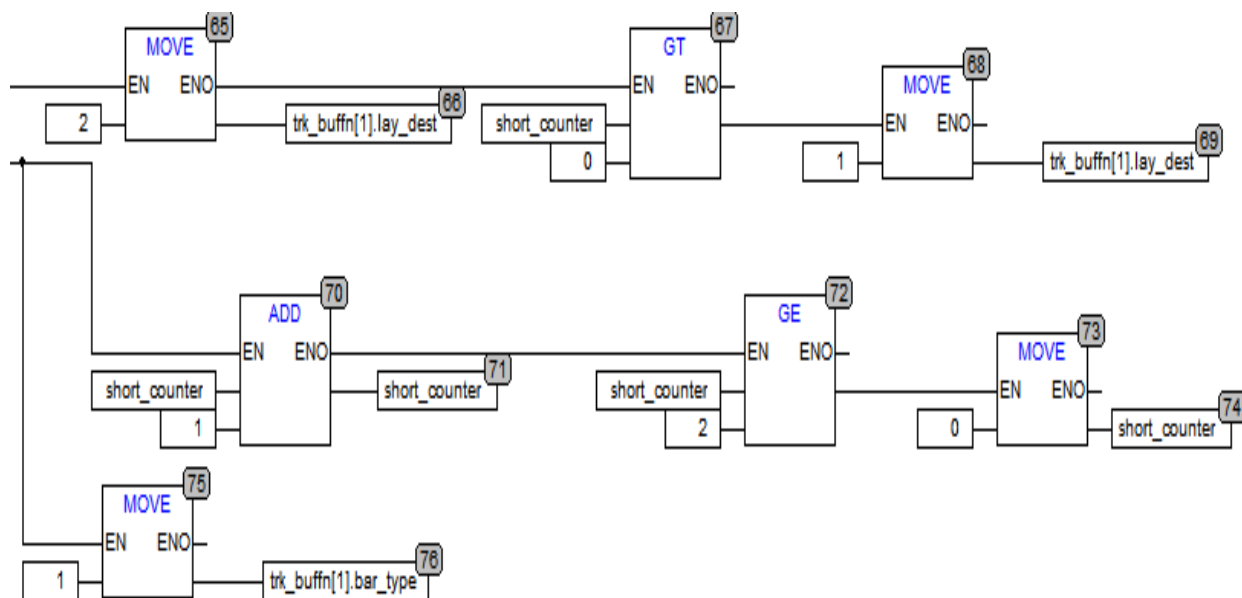 65
MOVE
EN ENO
2
66
trk_buffn[1].lay_dest
67
GT
EN ENO
short_counter
0
68
MOVE
EN ENO
1
69
trk_buffn[1].lay_dest
70
ADD
EN ENO
short_counter
1
71
short_counter
72
GE
EN ENO
short_counter
2
73
MOVE
EN ENO
0
74
short_counter
75
MOVE
EN ENO
1
76
trk_buffn[1].bar_type